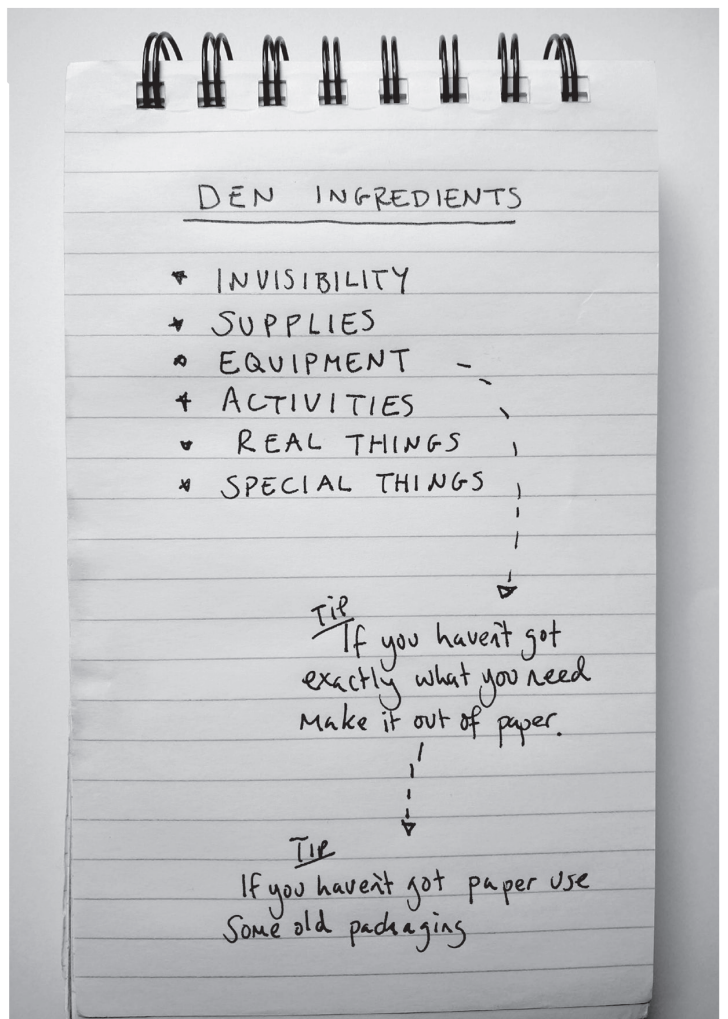 DEN INGREDIENTS
* INVISIBILITY
* SUPPLIES
* EQUIPMENT
* ACTIVITIES
* REAL THINGS
* SPECIAL THINGS
Tip
If you haven't got
exactly what you need
Make it out of paper.
Tip
If you haven't got paper use
Some old packaging